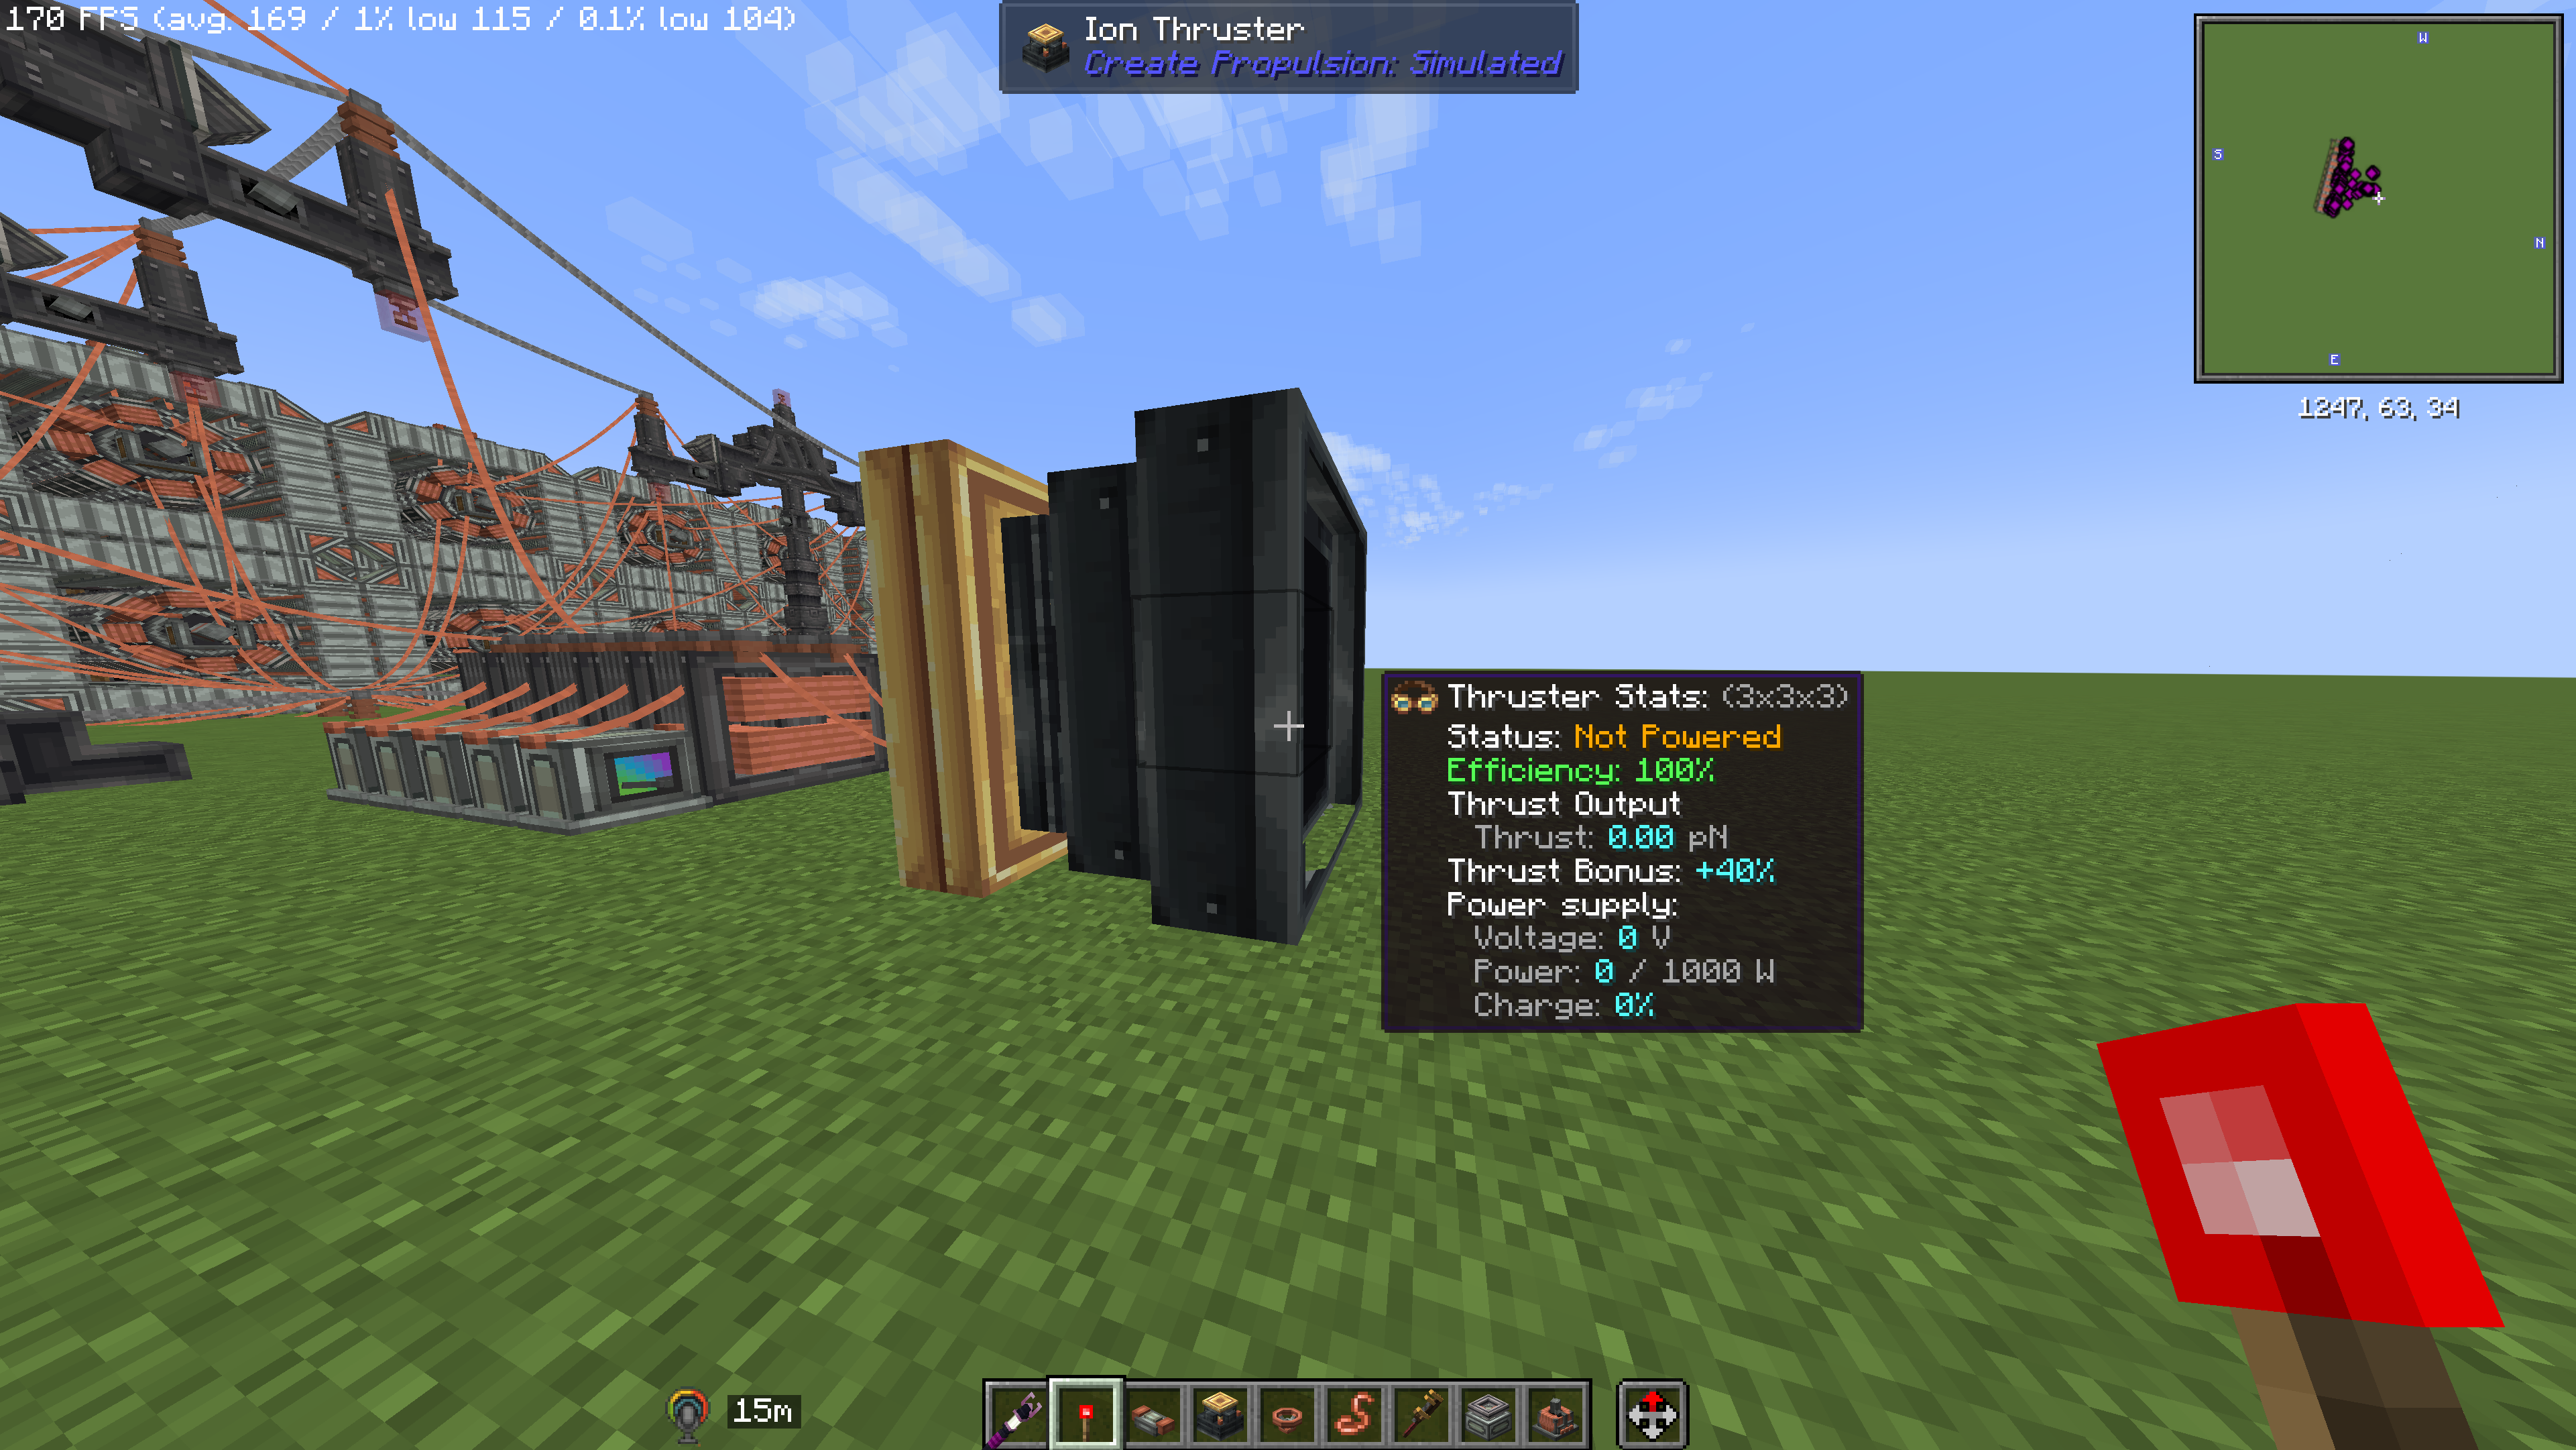 170 FPS (avg. 169 / 1% low 115 / 0.1% low 104)
Ion Thruster
Create Propulsion: Simulated
W
S
N
E
1247, 63, 34
Thruster Stats: (3x3x3)
Status: Not Powered
Efficiency: 100%
Thrust Output
Thrust: 0.00 pN
Thrust Bonus: +40%
Power supply:
Voltage: 0 V
Power: 0 / 1000 W
Charge: 0%
15m